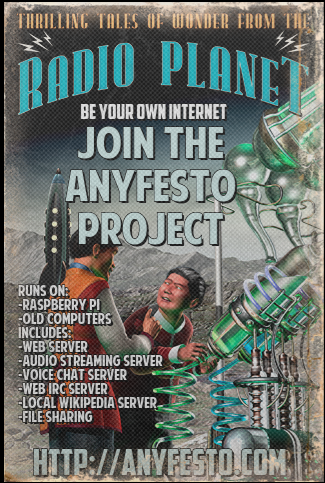 THRILLING TALES OF WONDER FROM THE
RADIO PLANET
BE YOUR OWN INTERNET
JOIN THE
ANYFESTO
PROJECT
RUNS ON:
-RASPBERRY PI
-OLD COMPUTERS
INCLUDES:
-WEB SERVER
-AUDIO STREAMING SERVER
-VOICE CHAT SERVER
-WEB IRC SERVER
-LOCAL WIKIPEDIA SERVER
-FILE SHARING
HTTP://ANYFESTO.COM